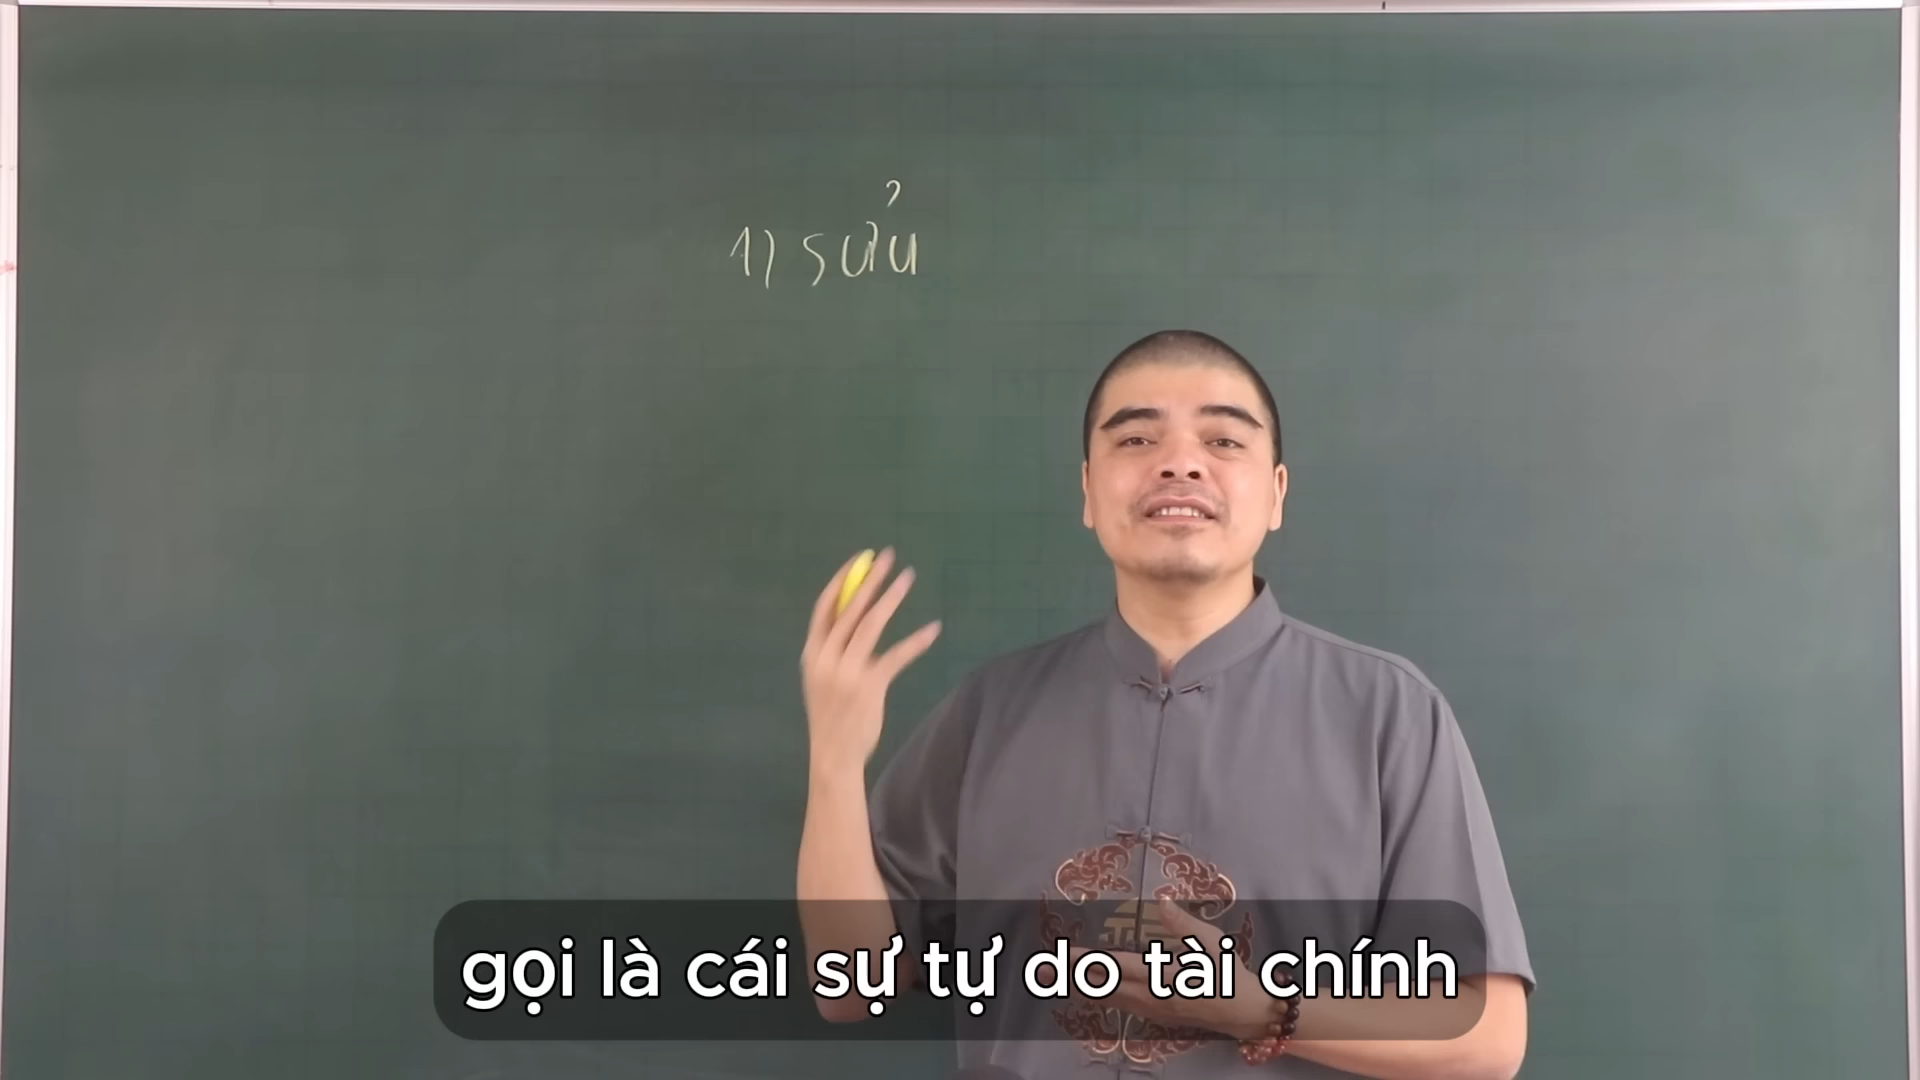 1) sửu
gọi là cái sự tự do tài chính